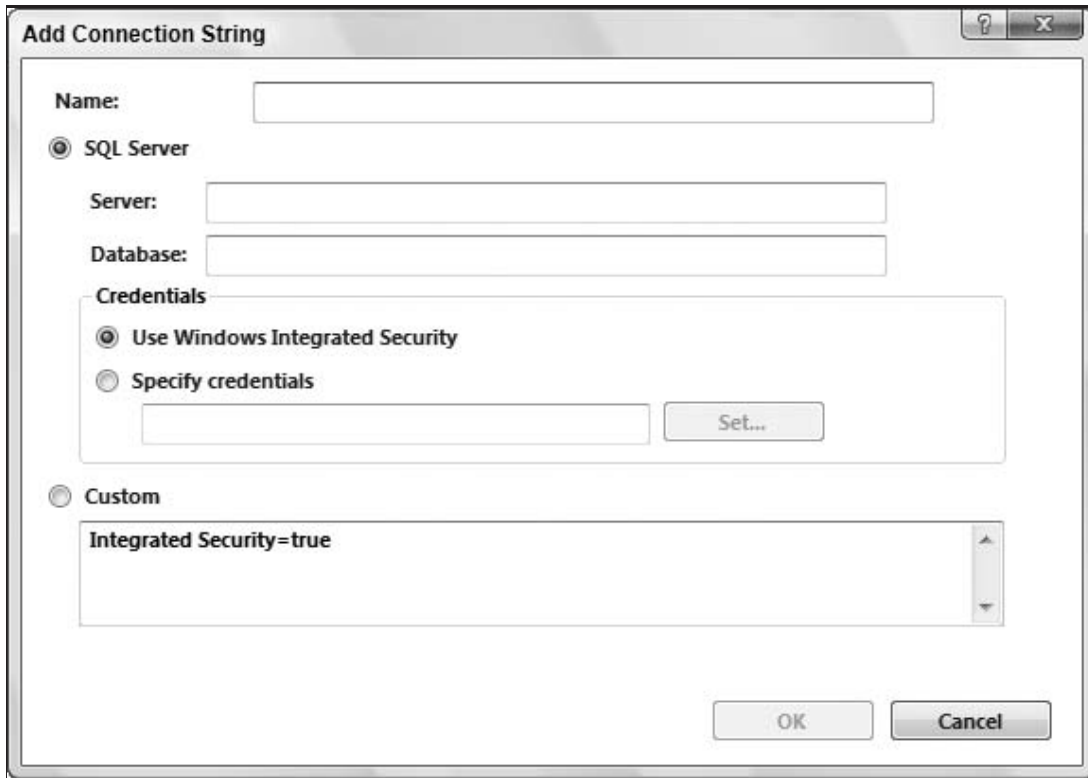 Add Connection String
Name:
SQL Server
Server:
Database:
Credentials
Use Windows Integrated Security
Specify credentials
Set...
Custom
Integrated Security=true
OK
Cancel